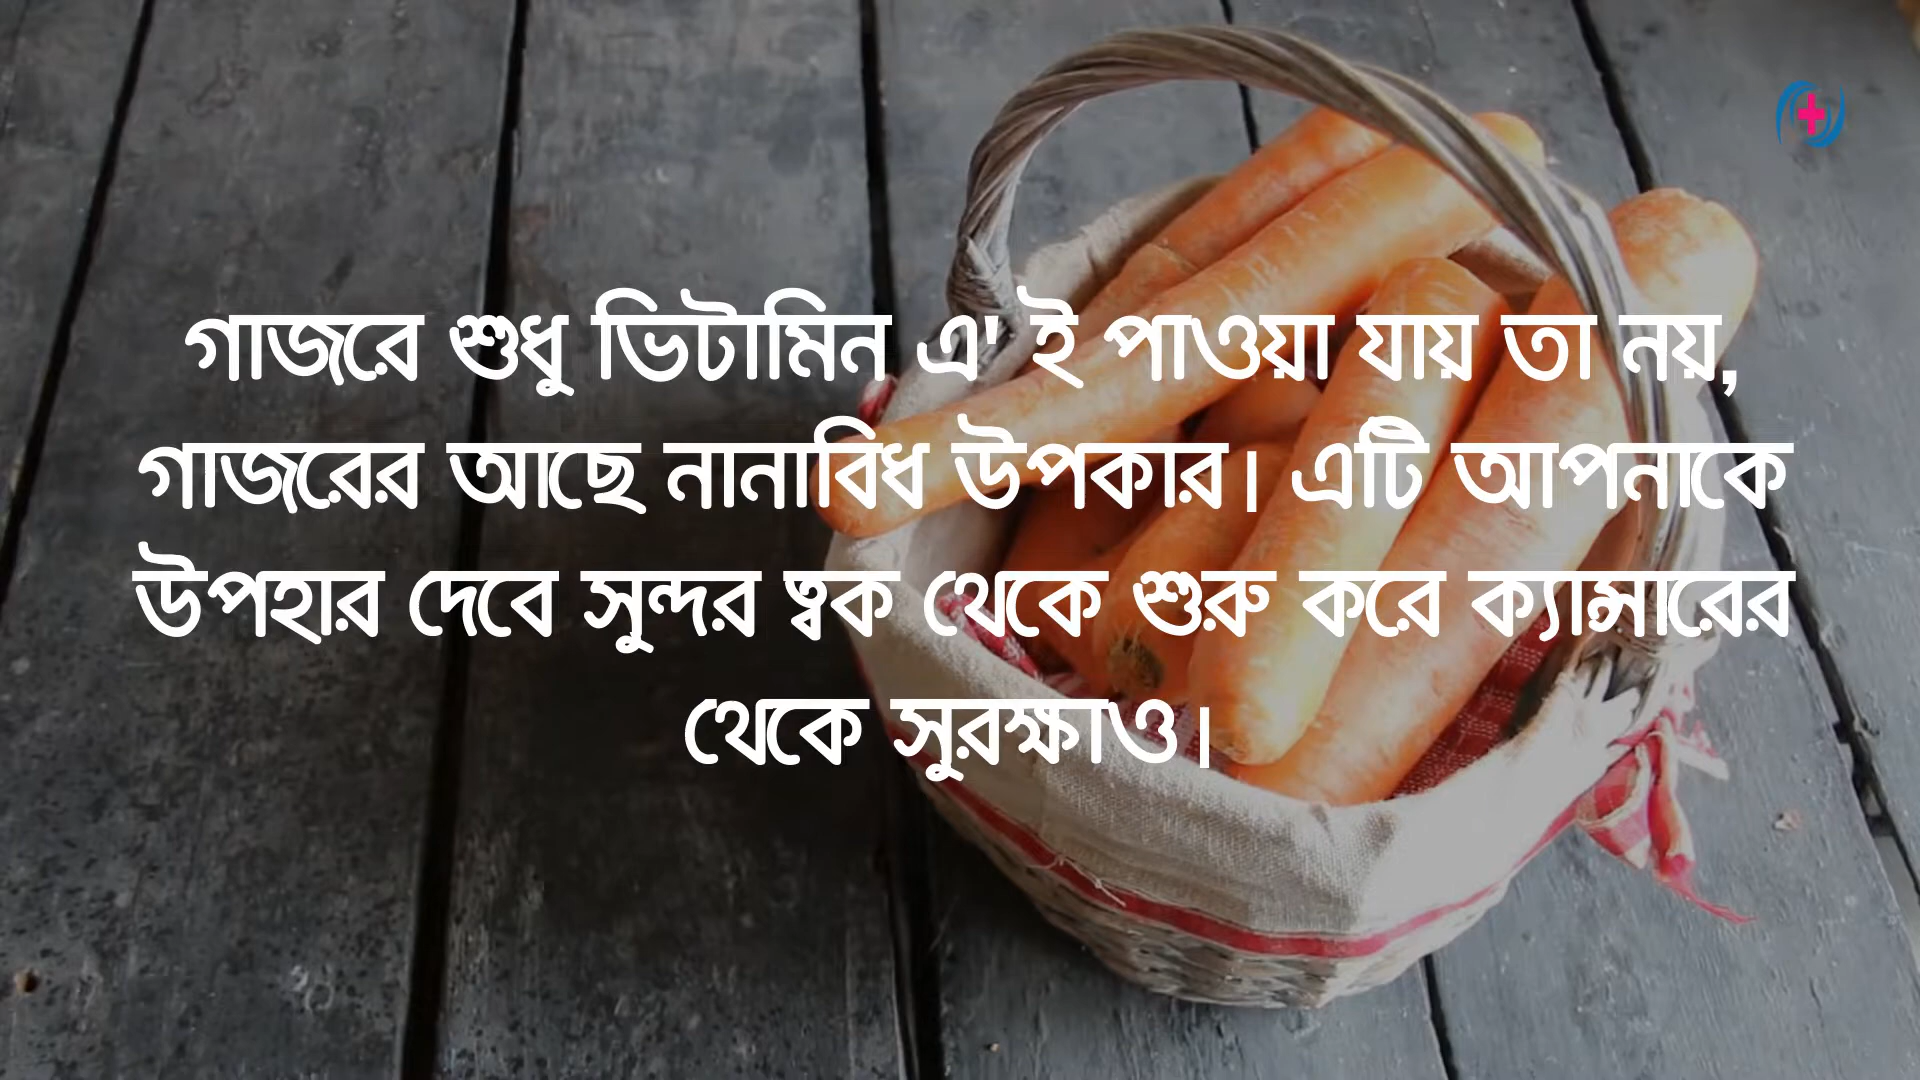 গাজরে শুধু ভিটামিন এ' ই পাওয়া যায় তা নয়,
গাজরের আছে নানাবিধ উপকার। এটি আপনাকে
উপহার দেবে সুন্দর ত্বক থেকে শুরু করে ক্যান্সারের
থেকে সুরক্ষাও।